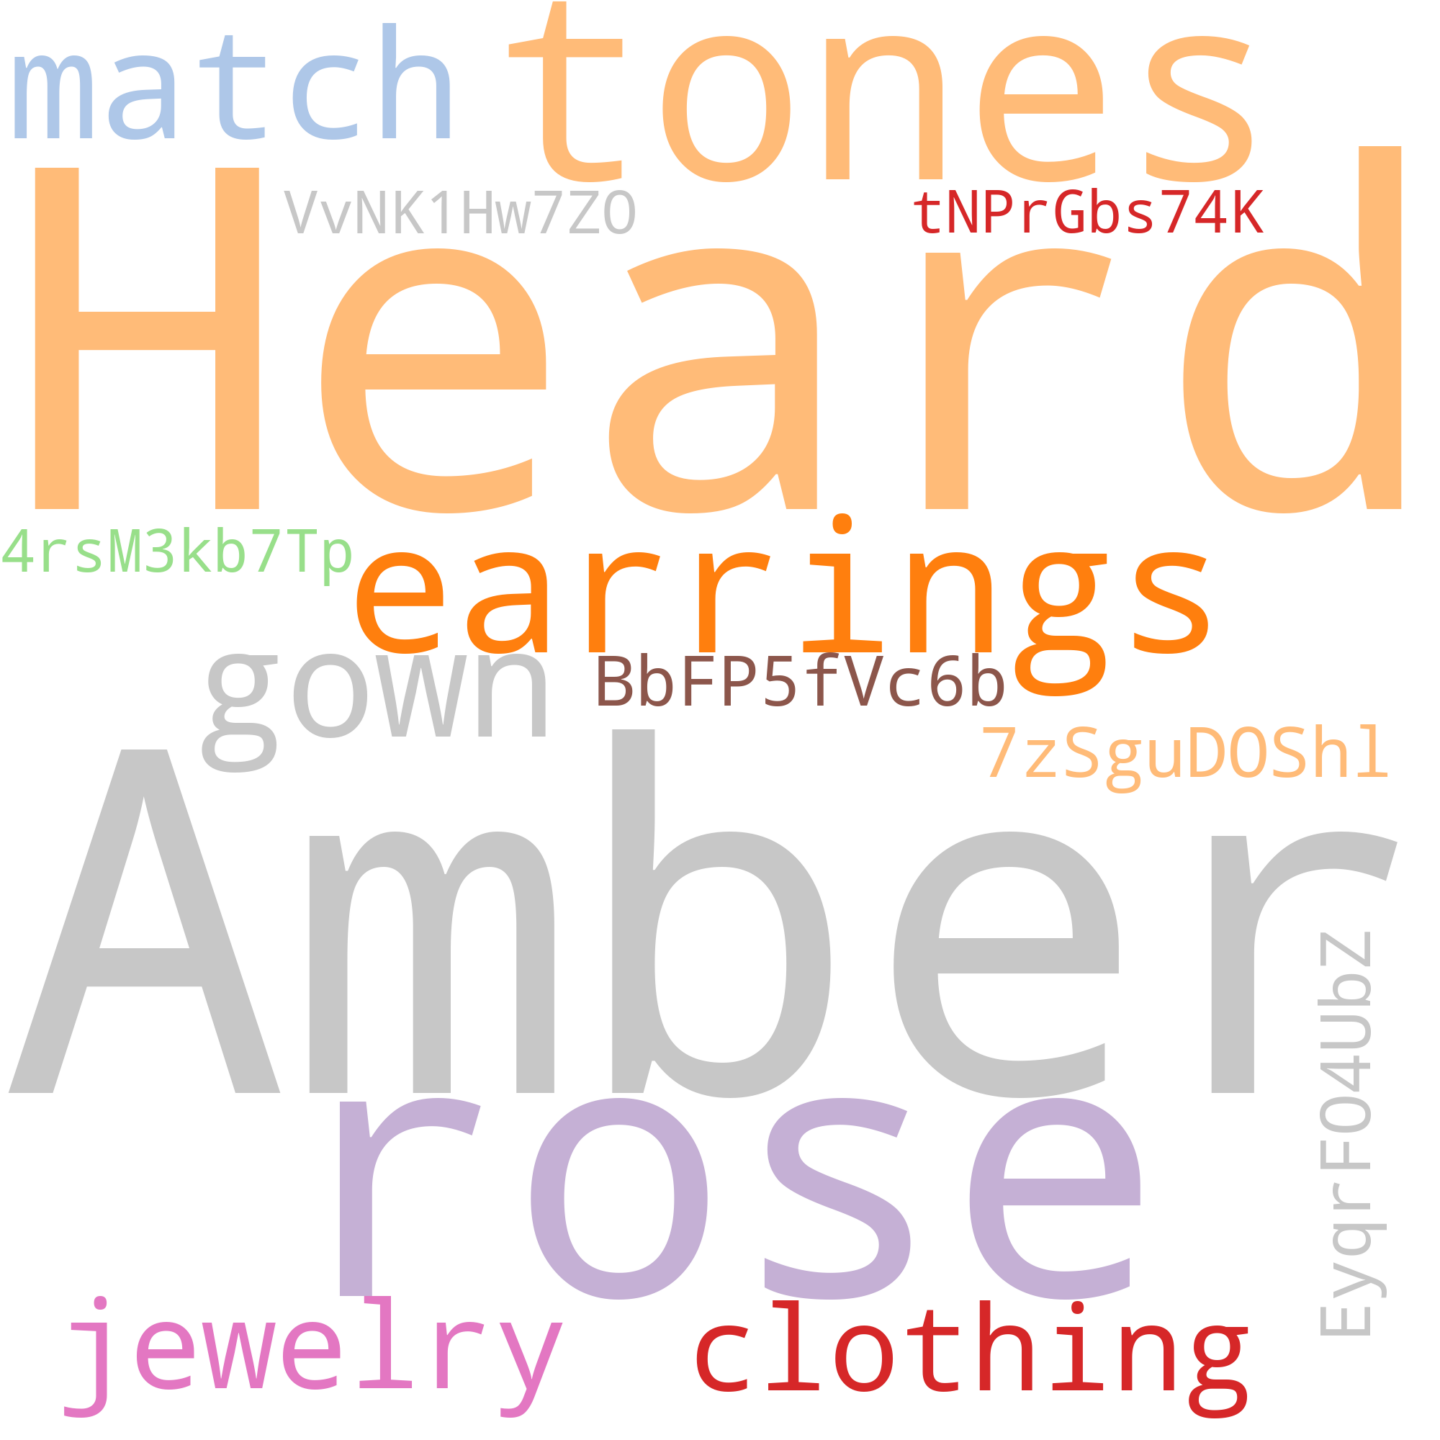 match tones
VvNK1Hw7ZO tNPrGbs74K
Heard
4rsM3kb7Tp earrings
gown BbFP5fVc6b
7zSguDOShl
Amber
EyqrFO4UbZ
rose
jewelry clothing